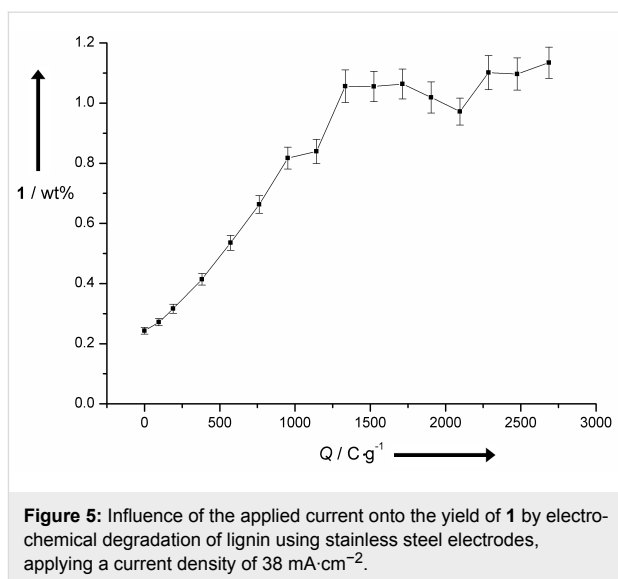 1.2
1.0
0.8
1 / wt%
0.6
0.4
0.2
0.0
0 500 1000 1500 2000 2500 3000
Q / C·g⁻¹
Figure 5: Influence of the applied current onto the yield of 1 by electro-
chemical degradation of lignin using stainless steel electrodes,
applying a current density of 38 mA·cm⁻².